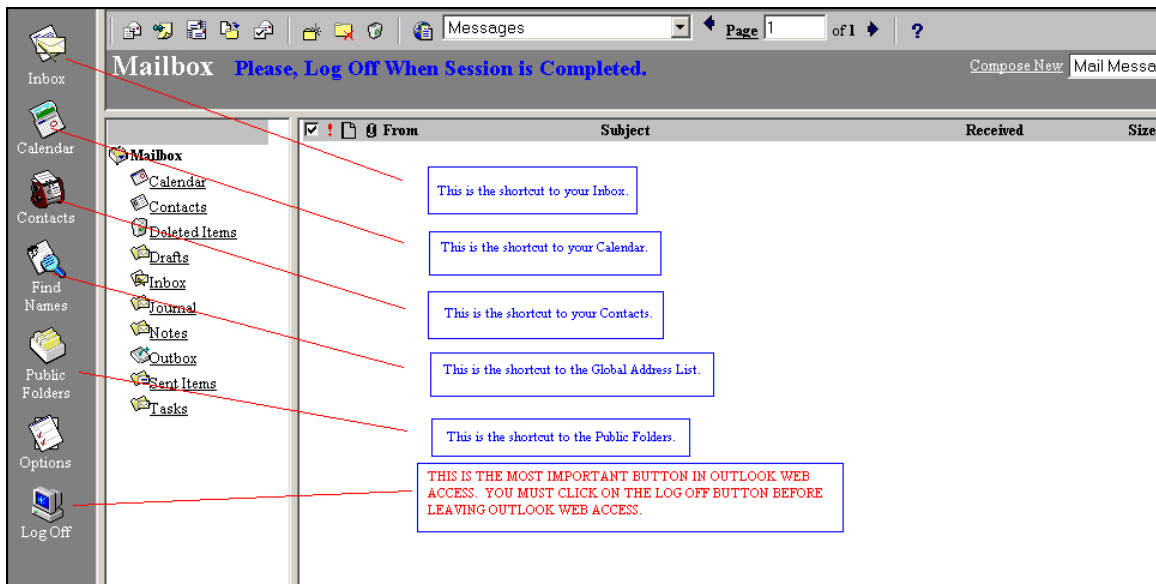 Messages
Page 1 of 1 ?
Mailbox Please, Log Off When Session is Completed.
Compose New Mail Messa
Inbox
Calendar
Contacts
Find
Names
Public
Folders
Options
Log Off
Mailbox
Calendar
Contacts
Deleted Items
Drafts
Inbox
Journal
Notes
Outbox
Sent Items
Tasks
! From Subject Received Size
This is the shortcut to your Inbox.
This is the shortcut to your Calendar.
This is the shortcut to your Contacts.
This is the shortcut to the Global Address List.
This is the shortcut to the Public Folders.
THIS IS THE MOST IMPORTANT BUTTON IN OUTLOOK WEB
ACCESS. YOU MUST CLICK ON THE LOG OFF BUTTON BEFORE
LEAVING OUTLOOK WEB ACCESS.